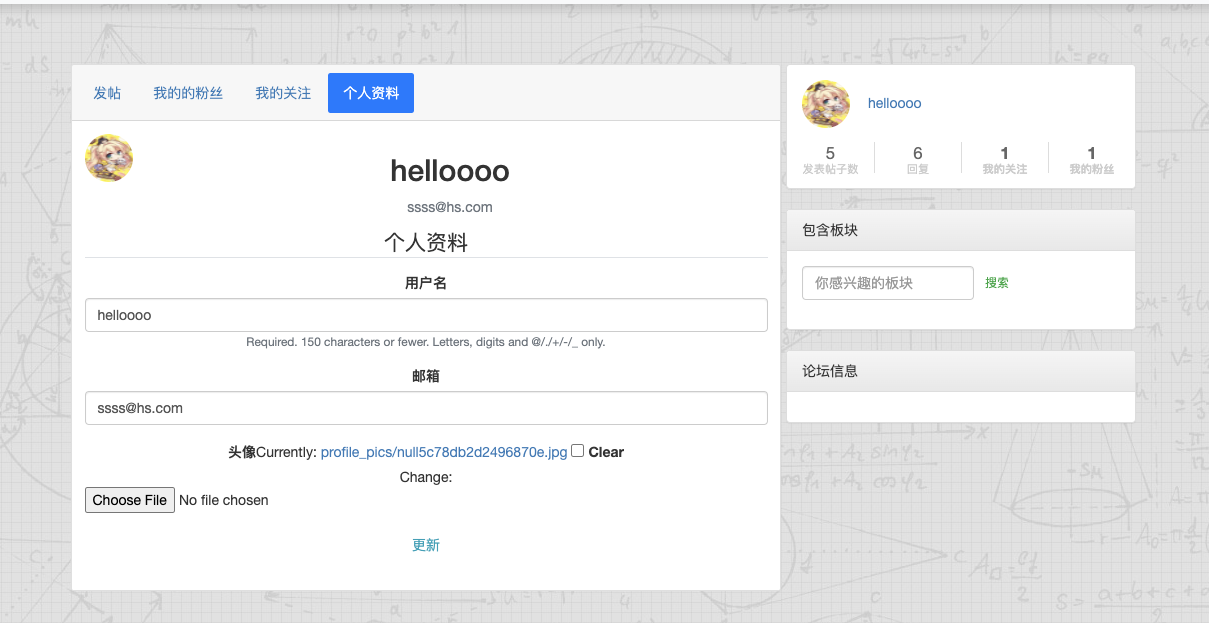 发帖 我的的粉丝 我的关注 个人资料
helloooo
ssss@hs.com
个人资料
用户名
helloooo
Required. 150 characters or fewer. Letters, digits and @/./+/-/_ only.
邮箱
ssss@hs.com
头像Currently: profile_pics/null5c78db2d2496870e.jpg Clear
Change:
Choose File No file chosen
更新
helloooo
5 6 1 1
发表帖子数 回复 我的关注 我的粉丝
包含板块
你感兴趣的板块 搜索
论坛信息